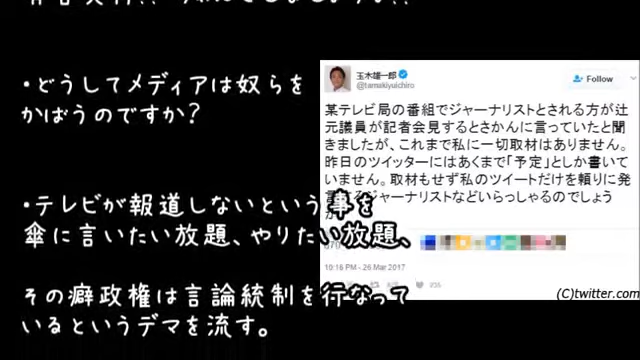 ・どうしてメディアは奴らを
かばうのですか?
・テレビが報道しないという事を
傘に言いたい放題、やりたい放題、
その癖政権は言論統制を行なって
いるというデマを流す。
玉木雄一郎
@tamakiyuichiro
Follow
某テレビ局の番組でジャーナリストとされる方が辻
元議員が記者会見するとさかんに言っていたと聞
きましたが、これまで私に一切取材はありません。
昨日のツイッターにはあくまで「予定」としか書いて
いません。取材もせず私のツイートだけを頼りに発
ジャーナリストなどいらっしゃるのでしょう
10:16 PM - 26 Mar 2017
(C)twitter.com